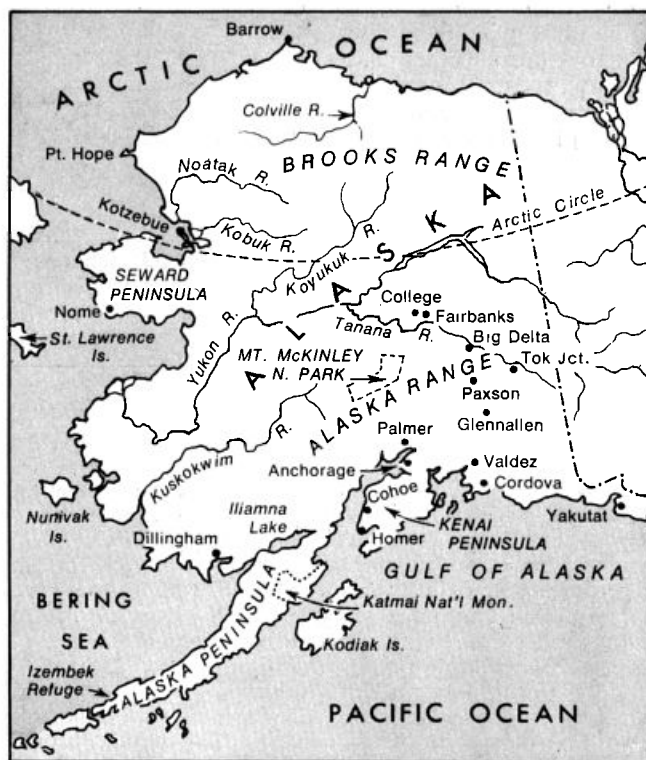 Barrow
ARCTIC OCEAN
Colville R.
Pt. Hope
Noatak R.
BROOKS RANGE
ALASKA
Arctic Circle
Kotzebue
Kobuk R.
Koyukuk R.
SEWARD
PENINSULA
College
Fairbanks
Nome
Tanana R.
St. Lawrence
Is.
Yukon R.
Big Delta
MT. McKINLEY
N. PARK
Tok Jct.
ALASKA RANGE
Paxson
Glennallen
Palmer
Kuskokwim R.
Anchorage
Valdez
Cohoe
Cordova
Nunivak
Is.
Iliamna
Lake
Yakutat
Dillingham
Homer
KENAI
PENINSULA
GULF OF ALASKA
BERING
SEA
Katmai Nat'l Mon.
Kodiak Is.
Izembek
Refuge
ALASKA PENINSULA
PACIFIC OCEAN